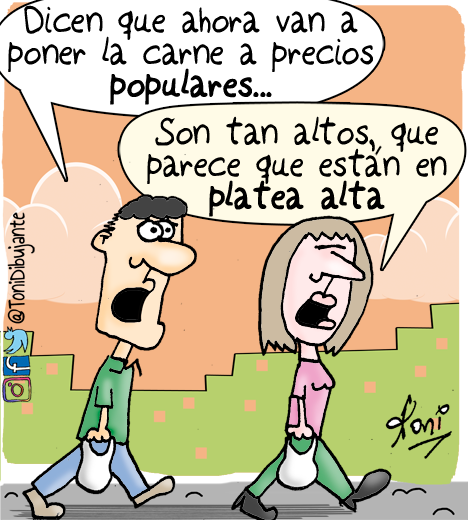 Dicen que ahora van a
poner la carne a precios
populares...
Son tan altos, que
parece que están en
platea alta
@ToniDibujante
Toni